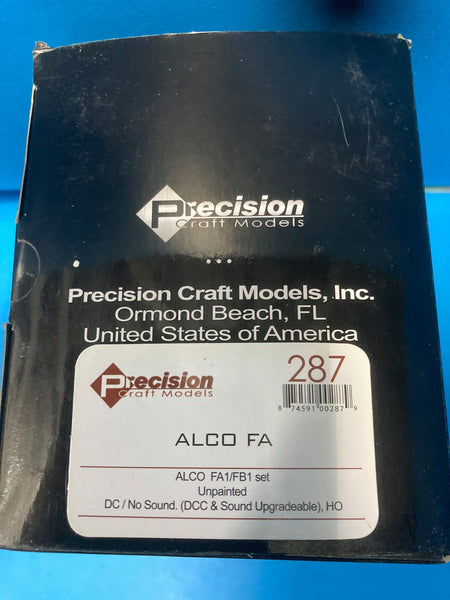 Precision
Craft Models
...
Precision Craft Models, Inc.
Ormond Beach, FL
United States of America
Precision
Craft Models
287
8 74591 00287 9
ALCO FA
ALCO FA1/FB1 set
Unpainted
DC / No Sound. (DCC & Sound Upgradeable), HO